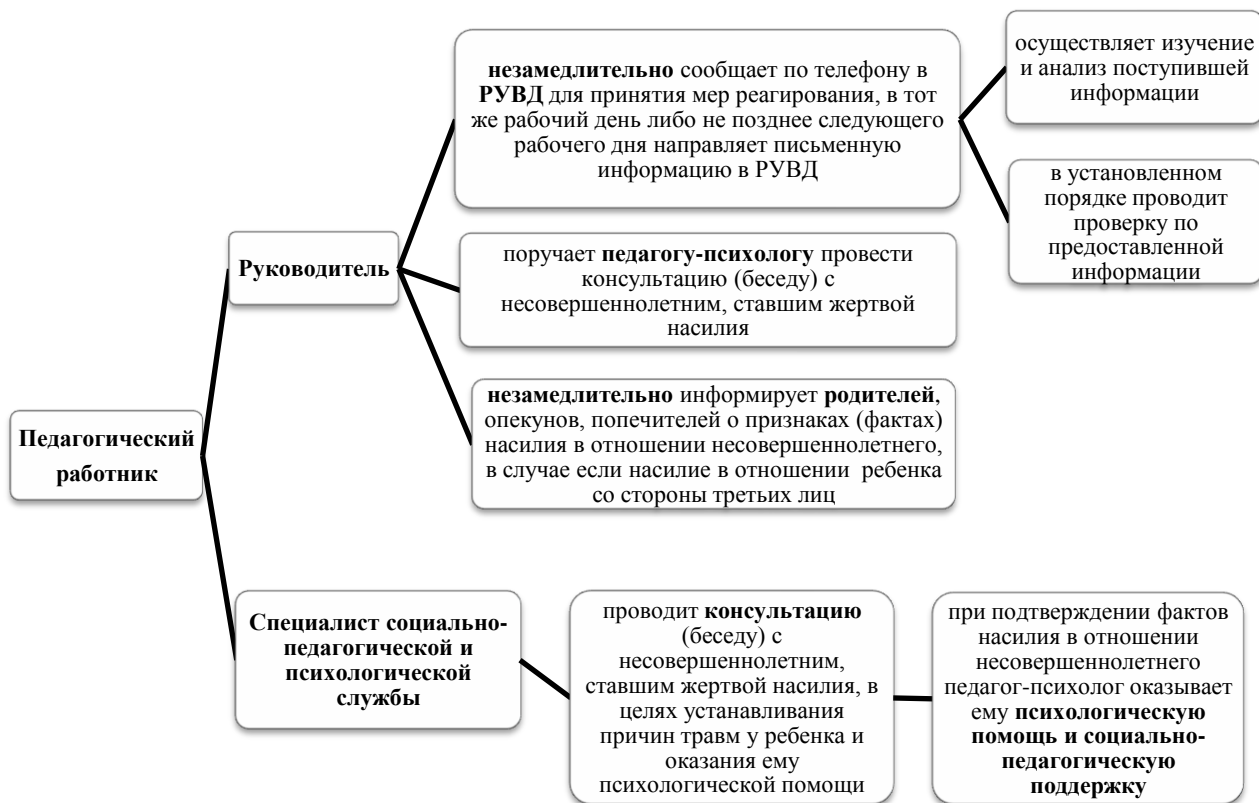 Педагогический
работник
Руководитель
незамедлительно сообщает по телефону в
РУВД для принятия мер реагирования, в тот
же рабочий день либо не позднее следующего
рабочего дня направляет письменную
информацию в РУВД
осуществляет изучение
и анализ поступившей
информации
в установленном
порядке проводит
проверку по
предоставленной
информации
поручает педагогу-психологу провести
консультацию (беседу) с
несовершеннолетним, ставшим жертвой
насилия
незамедлительно информирует родителей,
опекунов, попечителей о признаках (фактах)
насилия в отношении несовершеннолетнего,
в случае если насилие в отношении ребенка
со стороны третьих лиц
Специалист социально-
педагогической и
психологической
службы
проводит консультацию
(беседу) с
несовершеннолетним,
ставшим жертвой насилия, в
целях устанавливания
причин травм у ребенка и
оказания ему
психологической помощи
при подтверждении фактов
насилия в отношении
несовершеннолетнего
педагог-психолог оказывает
ему психологическую
помощь и социально-
педагогическую
поддержку